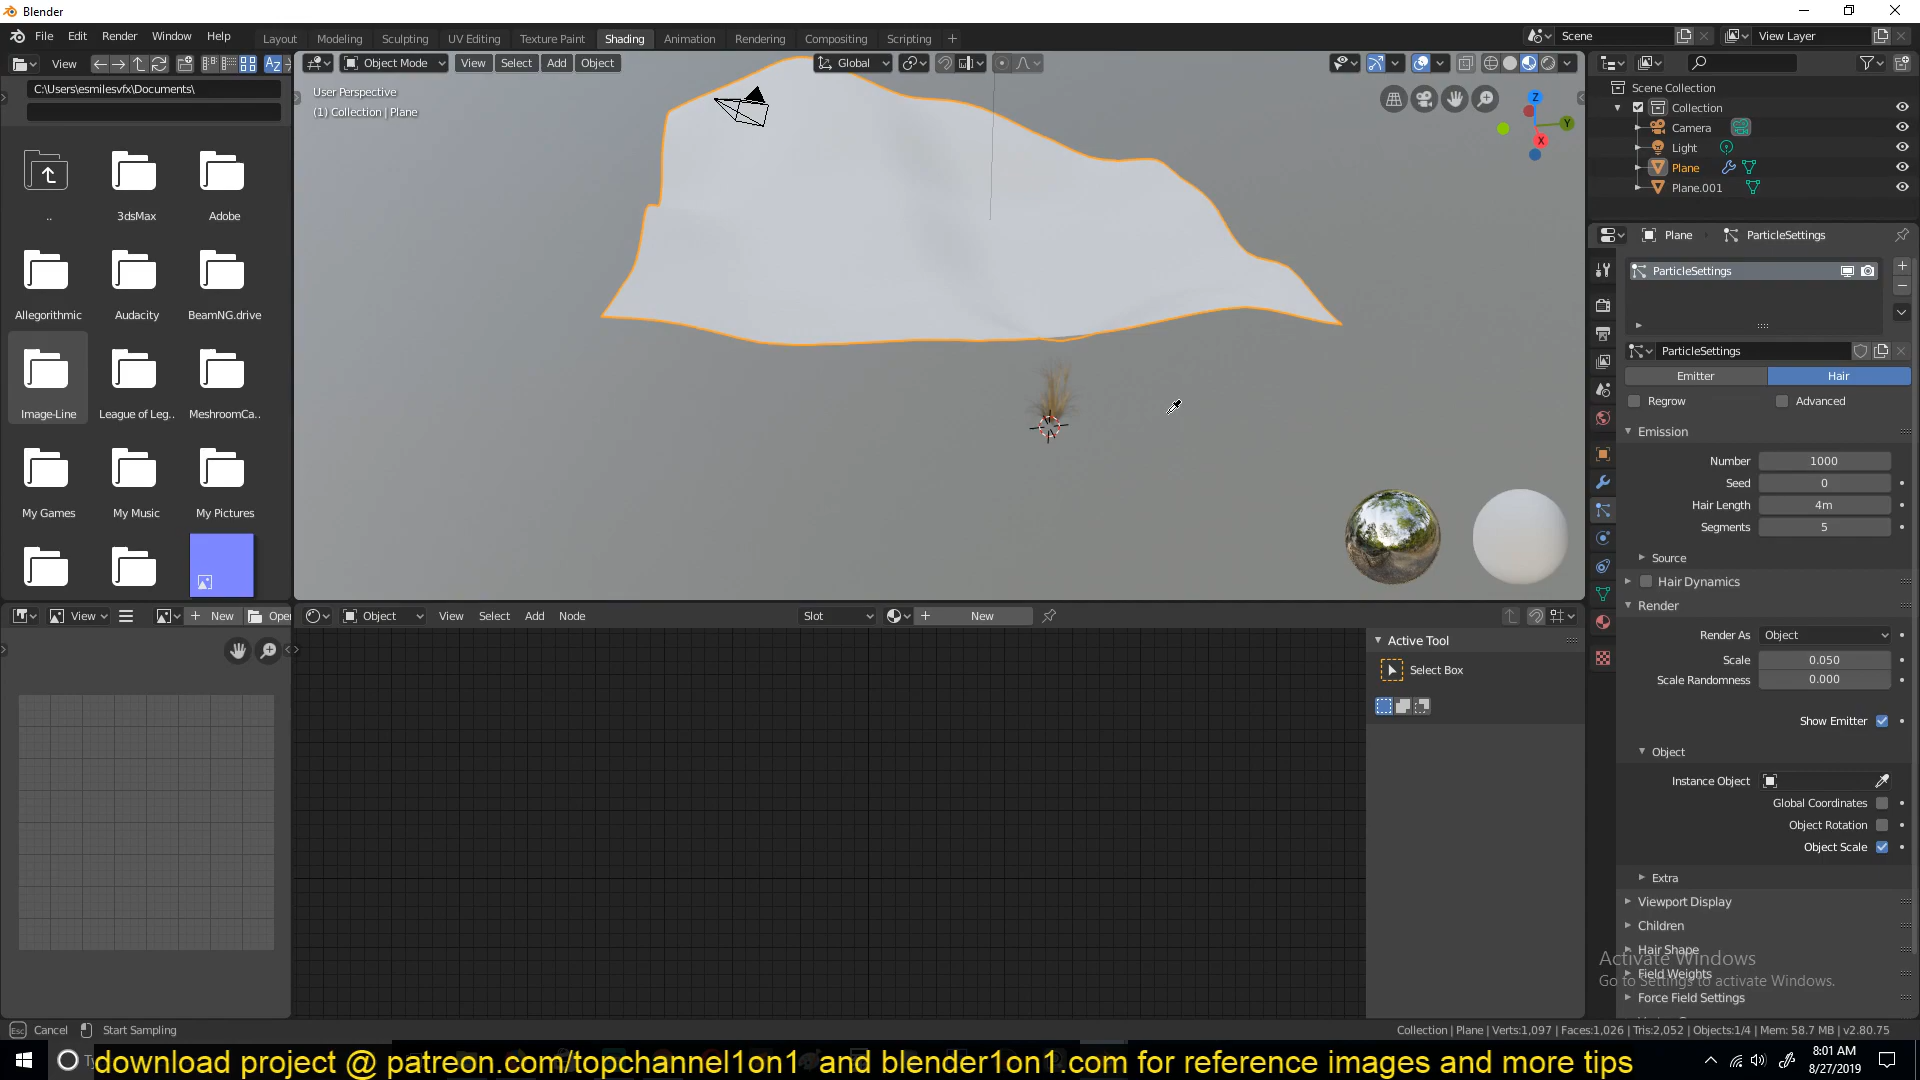 Blender
File Edit Render Window Help
Layout Modeling Sculpting UV Editing Texture Paint Shading Animation Rendering Compositing Scripting
Scene
View Layer
View
Object Mode View Select Add Object
Global
C:\Users\esmilesvfx\Documents\
User Perspective
(1) Collection | Plane
Scene Collection
Collection
Camera
Light
Plane
Plane.001
.. 3dsMax Adobe
Allegorithmic Audacity BeamNG.drive
Image-Line League of Leg.. MeshroomCa..
My Games My Music My Pictures
Z
Y
X
Plane ParticleSettings
ParticleSettings
ParticleSettings
Emitter Hair
Regrow Advanced
Emission
Number 1000
Seed 0
Hair Length 4m
Segments 5
Source
Hair Dynamics
Render
Render As Object
Scale 0.050
Scale Randomness 0.000
Show Emitter
Object
Instance Object
Global Coordinates
Object Rotation
Object Scale
Extra
Viewport Display
Children
Hair Shape
Field Weights
Force Field Settings
Activate Windows
Go to Settings to activate Windows.
View New Open
Object View Select Add Node Slot New
Active Tool
Select Box
Esc Cancel Start Sampling
Collection | Plane | Verts:1,097 | Faces:1,026 | Tris:2,052 | Objects:1/4 | Mem: 58.7 MB | v2.80.75
download project @ patreon.com/topchannel1on1 and blender1on1.com for reference images and more tips
8:01 AM
8/27/2019